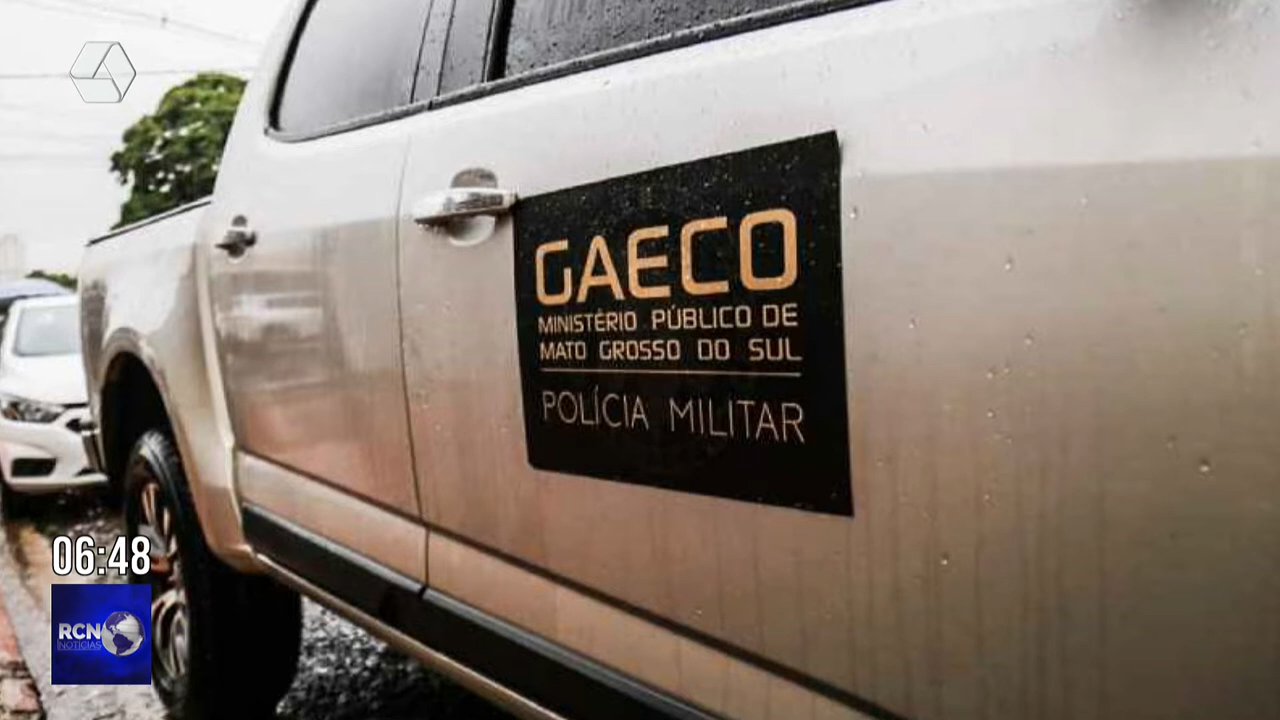 GAECO
MINISTÉRIO PÚBLICO DE
MATO GROSSO DO SUL
POLÍCIA MILITAR
06:48
RCN
NOTÍCIAS